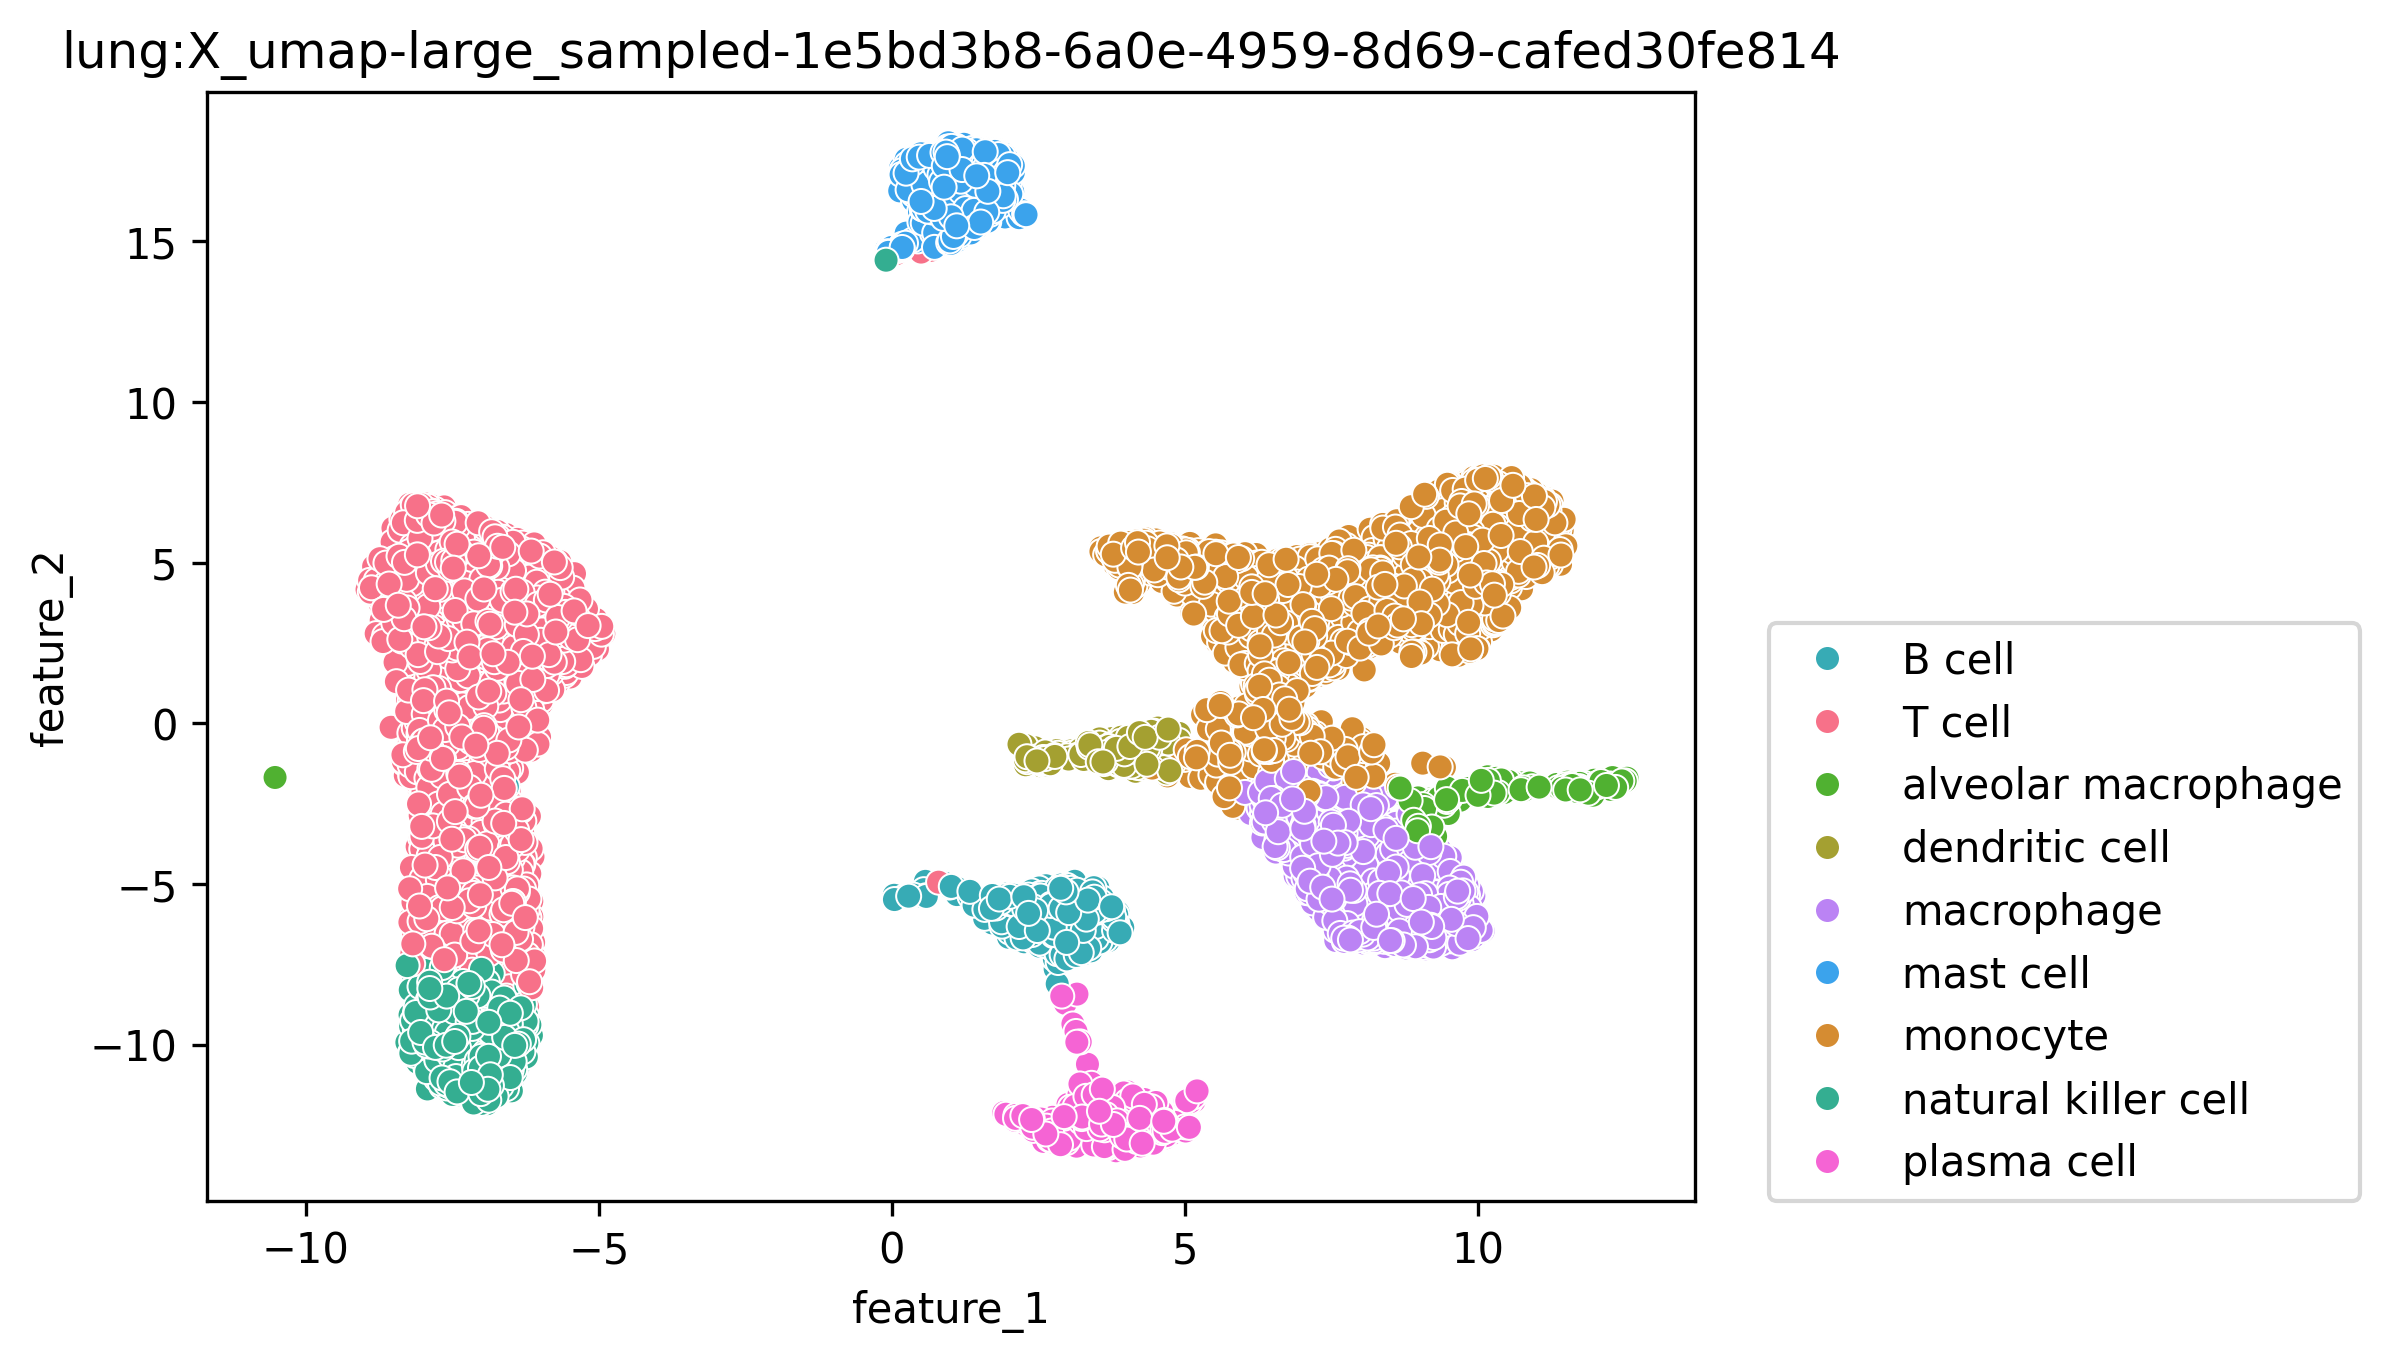 lung:X_umap-large_sampled-1e5bd3b8-6a0e-4959-8d69-cafed30fe814
feature_2
15
10
5
0
−5
−10
−10 −5 0 5 10
feature_1
B cell
T cell
alveolar macrophage
dendritic cell
macrophage
mast cell
monocyte
natural killer cell
plasma cell